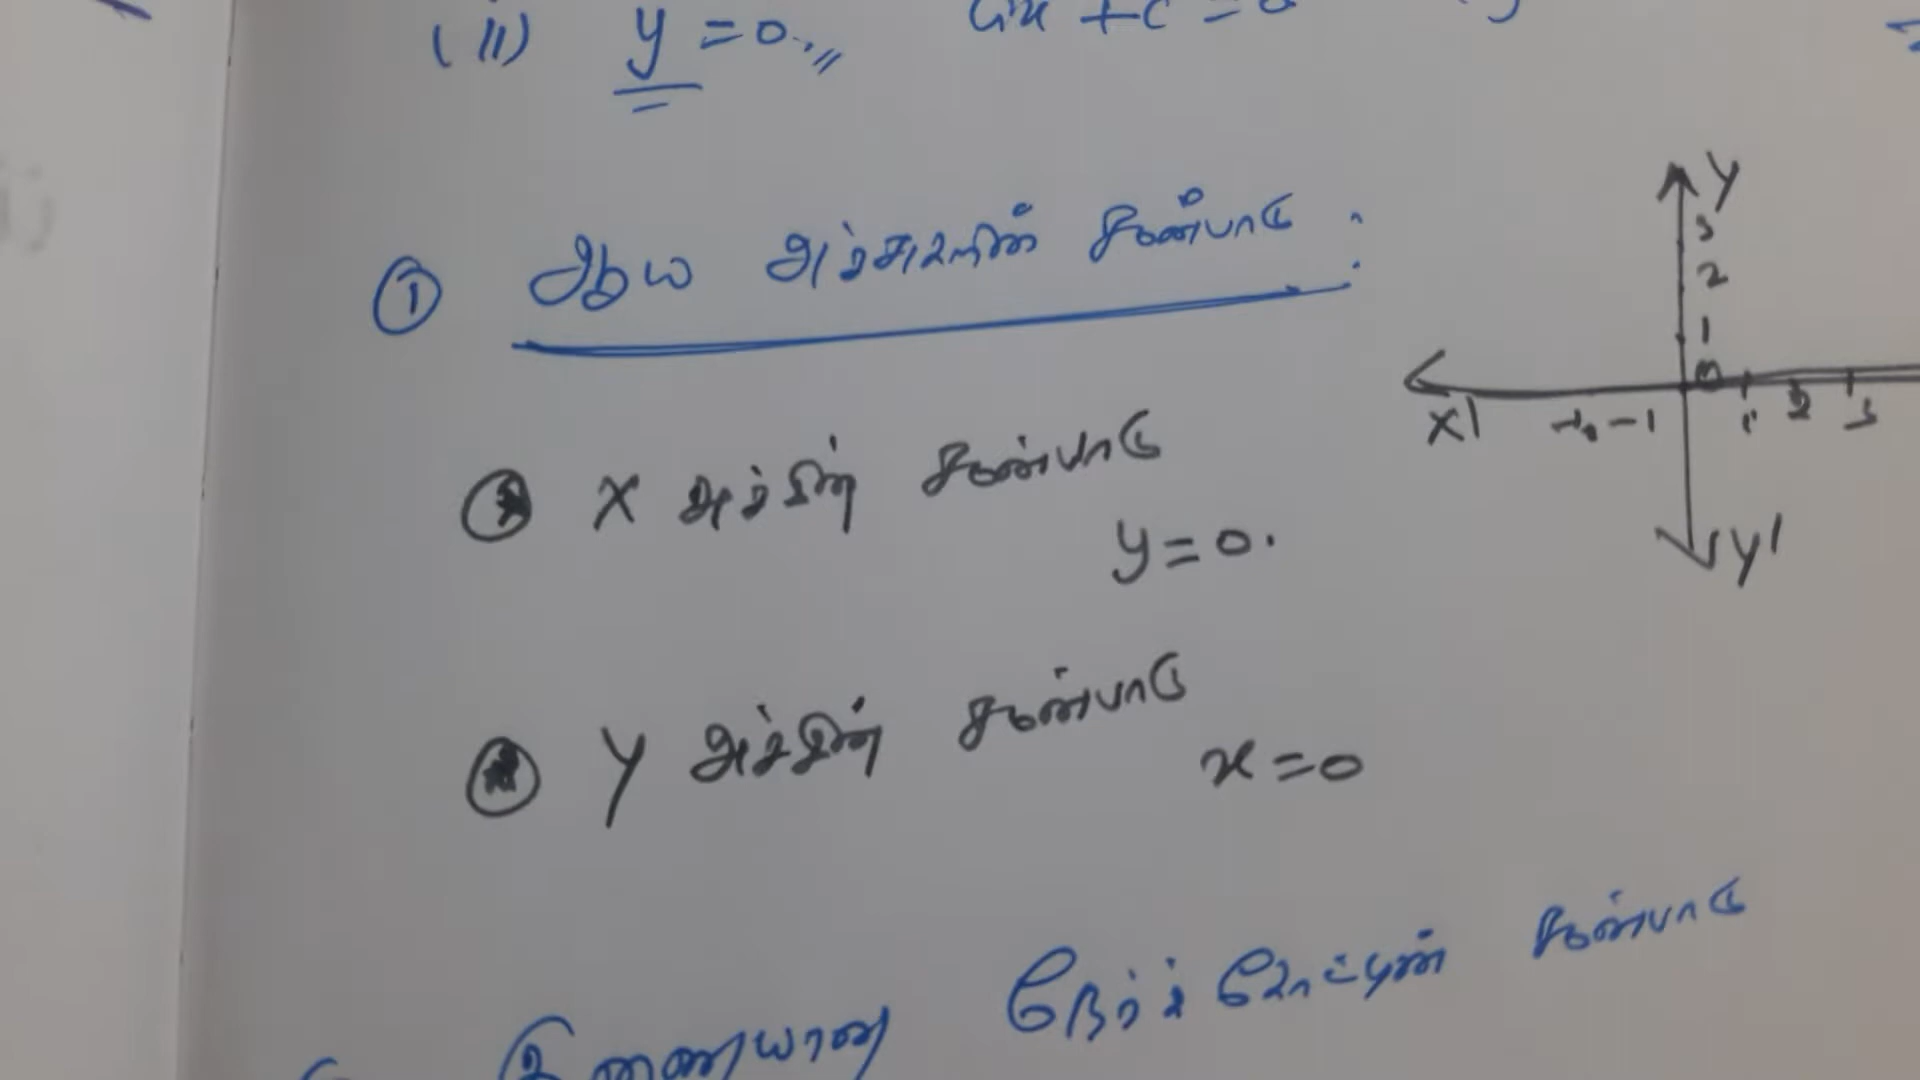 (ii) y = 0.,,
+c = 0
① ஆய அச்சுகளின் சமன்பாடு :
X அச்சின் சமன்பாடு
y = 0.
Y அச்சின் சமன்பாடு
x = 0
இணையான நேர்க்கோட்டின் சமன்பாடு
Y
3
2
1
0
X| -2 -1 1 2 3
Y|